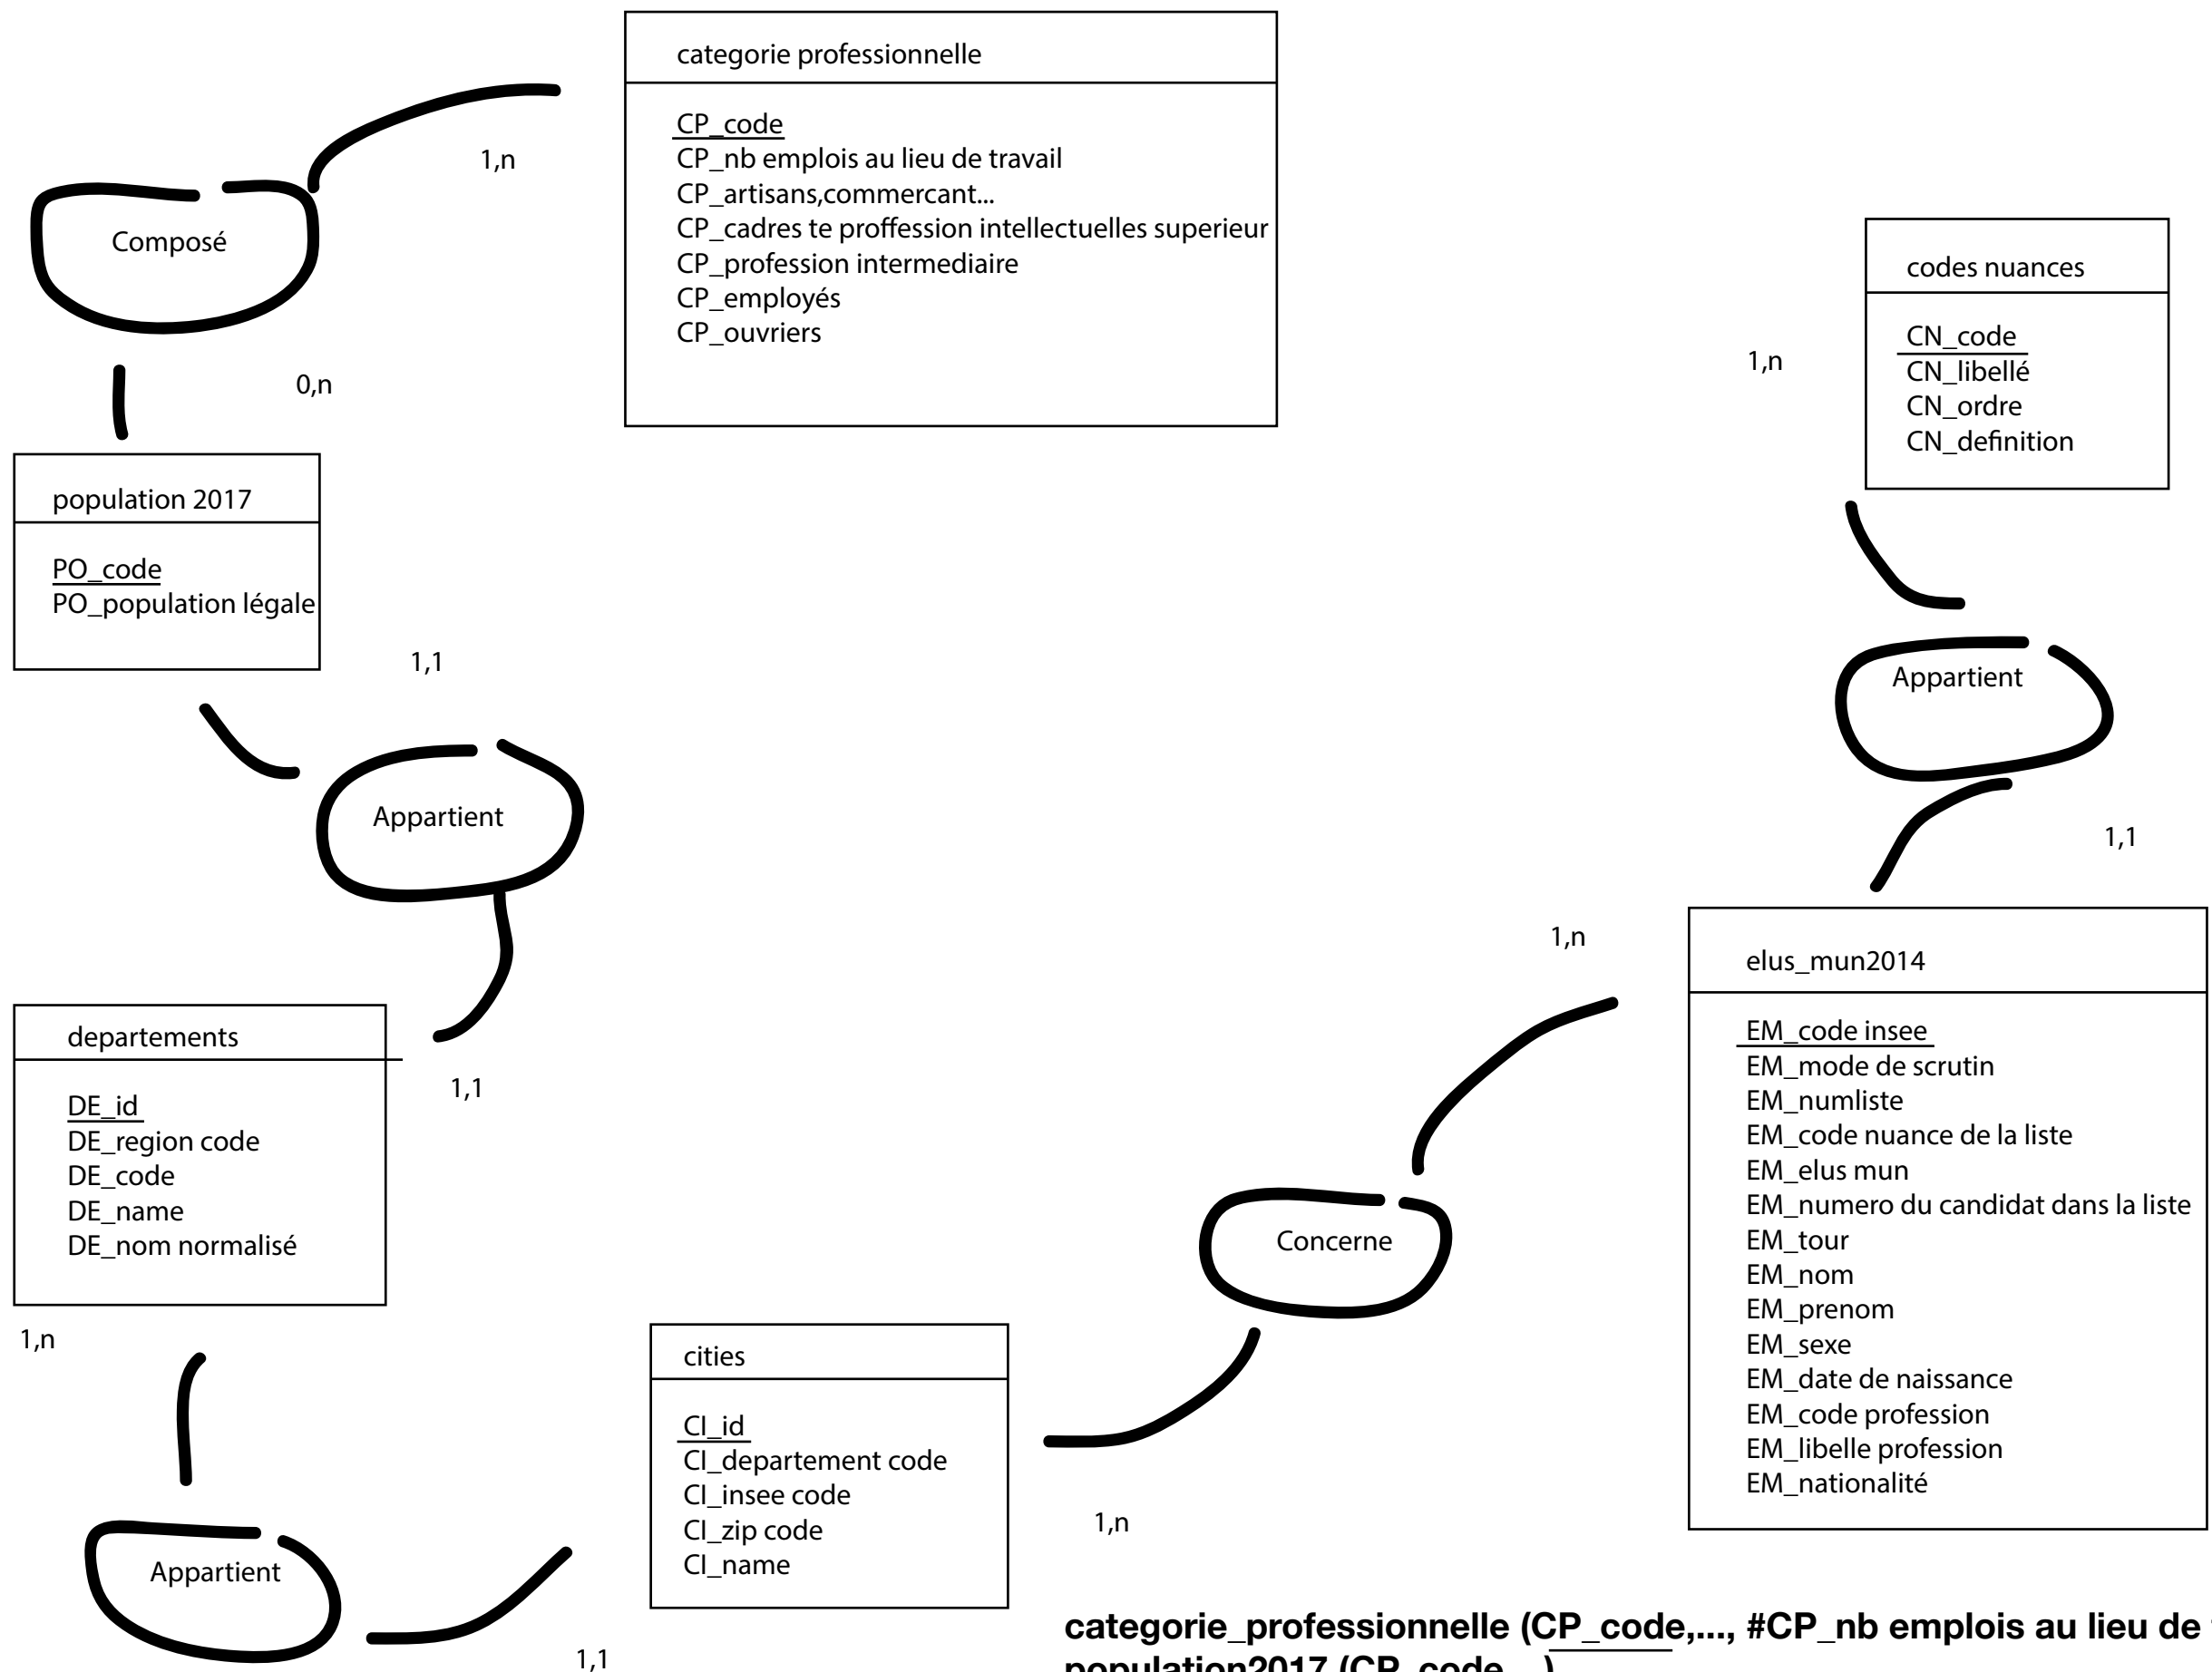 categorie professionnelle
CP_code
CP_nb emplois au lieu de travail
CP_artisans,commercant...
CP_cadres te proffession intellectuelles superieur
CP_profession intermediaire
CP_employés
CP_ouvriers
1,n
Composé
0,n
codes nuances
CN_code
CN_libellé
CN_ordre
CN_definition
1,n
population 2017
PO_code
PO_population légale
1,1
Appartient
Appartient
1,1
1,n
elus_mun2014
EM_code insee
EM_mode de scrutin
EM_numliste
EM_code nuance de la liste
EM_elus mun
EM_numero du candidat dans la liste
EM_tour
EM_nom
EM_prenom
EM_sexe
EM_date de naissance
EM_code profession
EM_libelle profession
EM_nationalité
departements
DE_id
DE_region code
DE_code
DE_name
DE_nom normalisé
1,1
Concerne
1,n
cities
CI_id
CI_departement code
CI_insee code
CI_zip code
CI_name
1,n
Appartient
1,1
categorie_professionnelle (CP_code,..., #CP_nb emplois au lieu de
population2017 (CP_code,...)